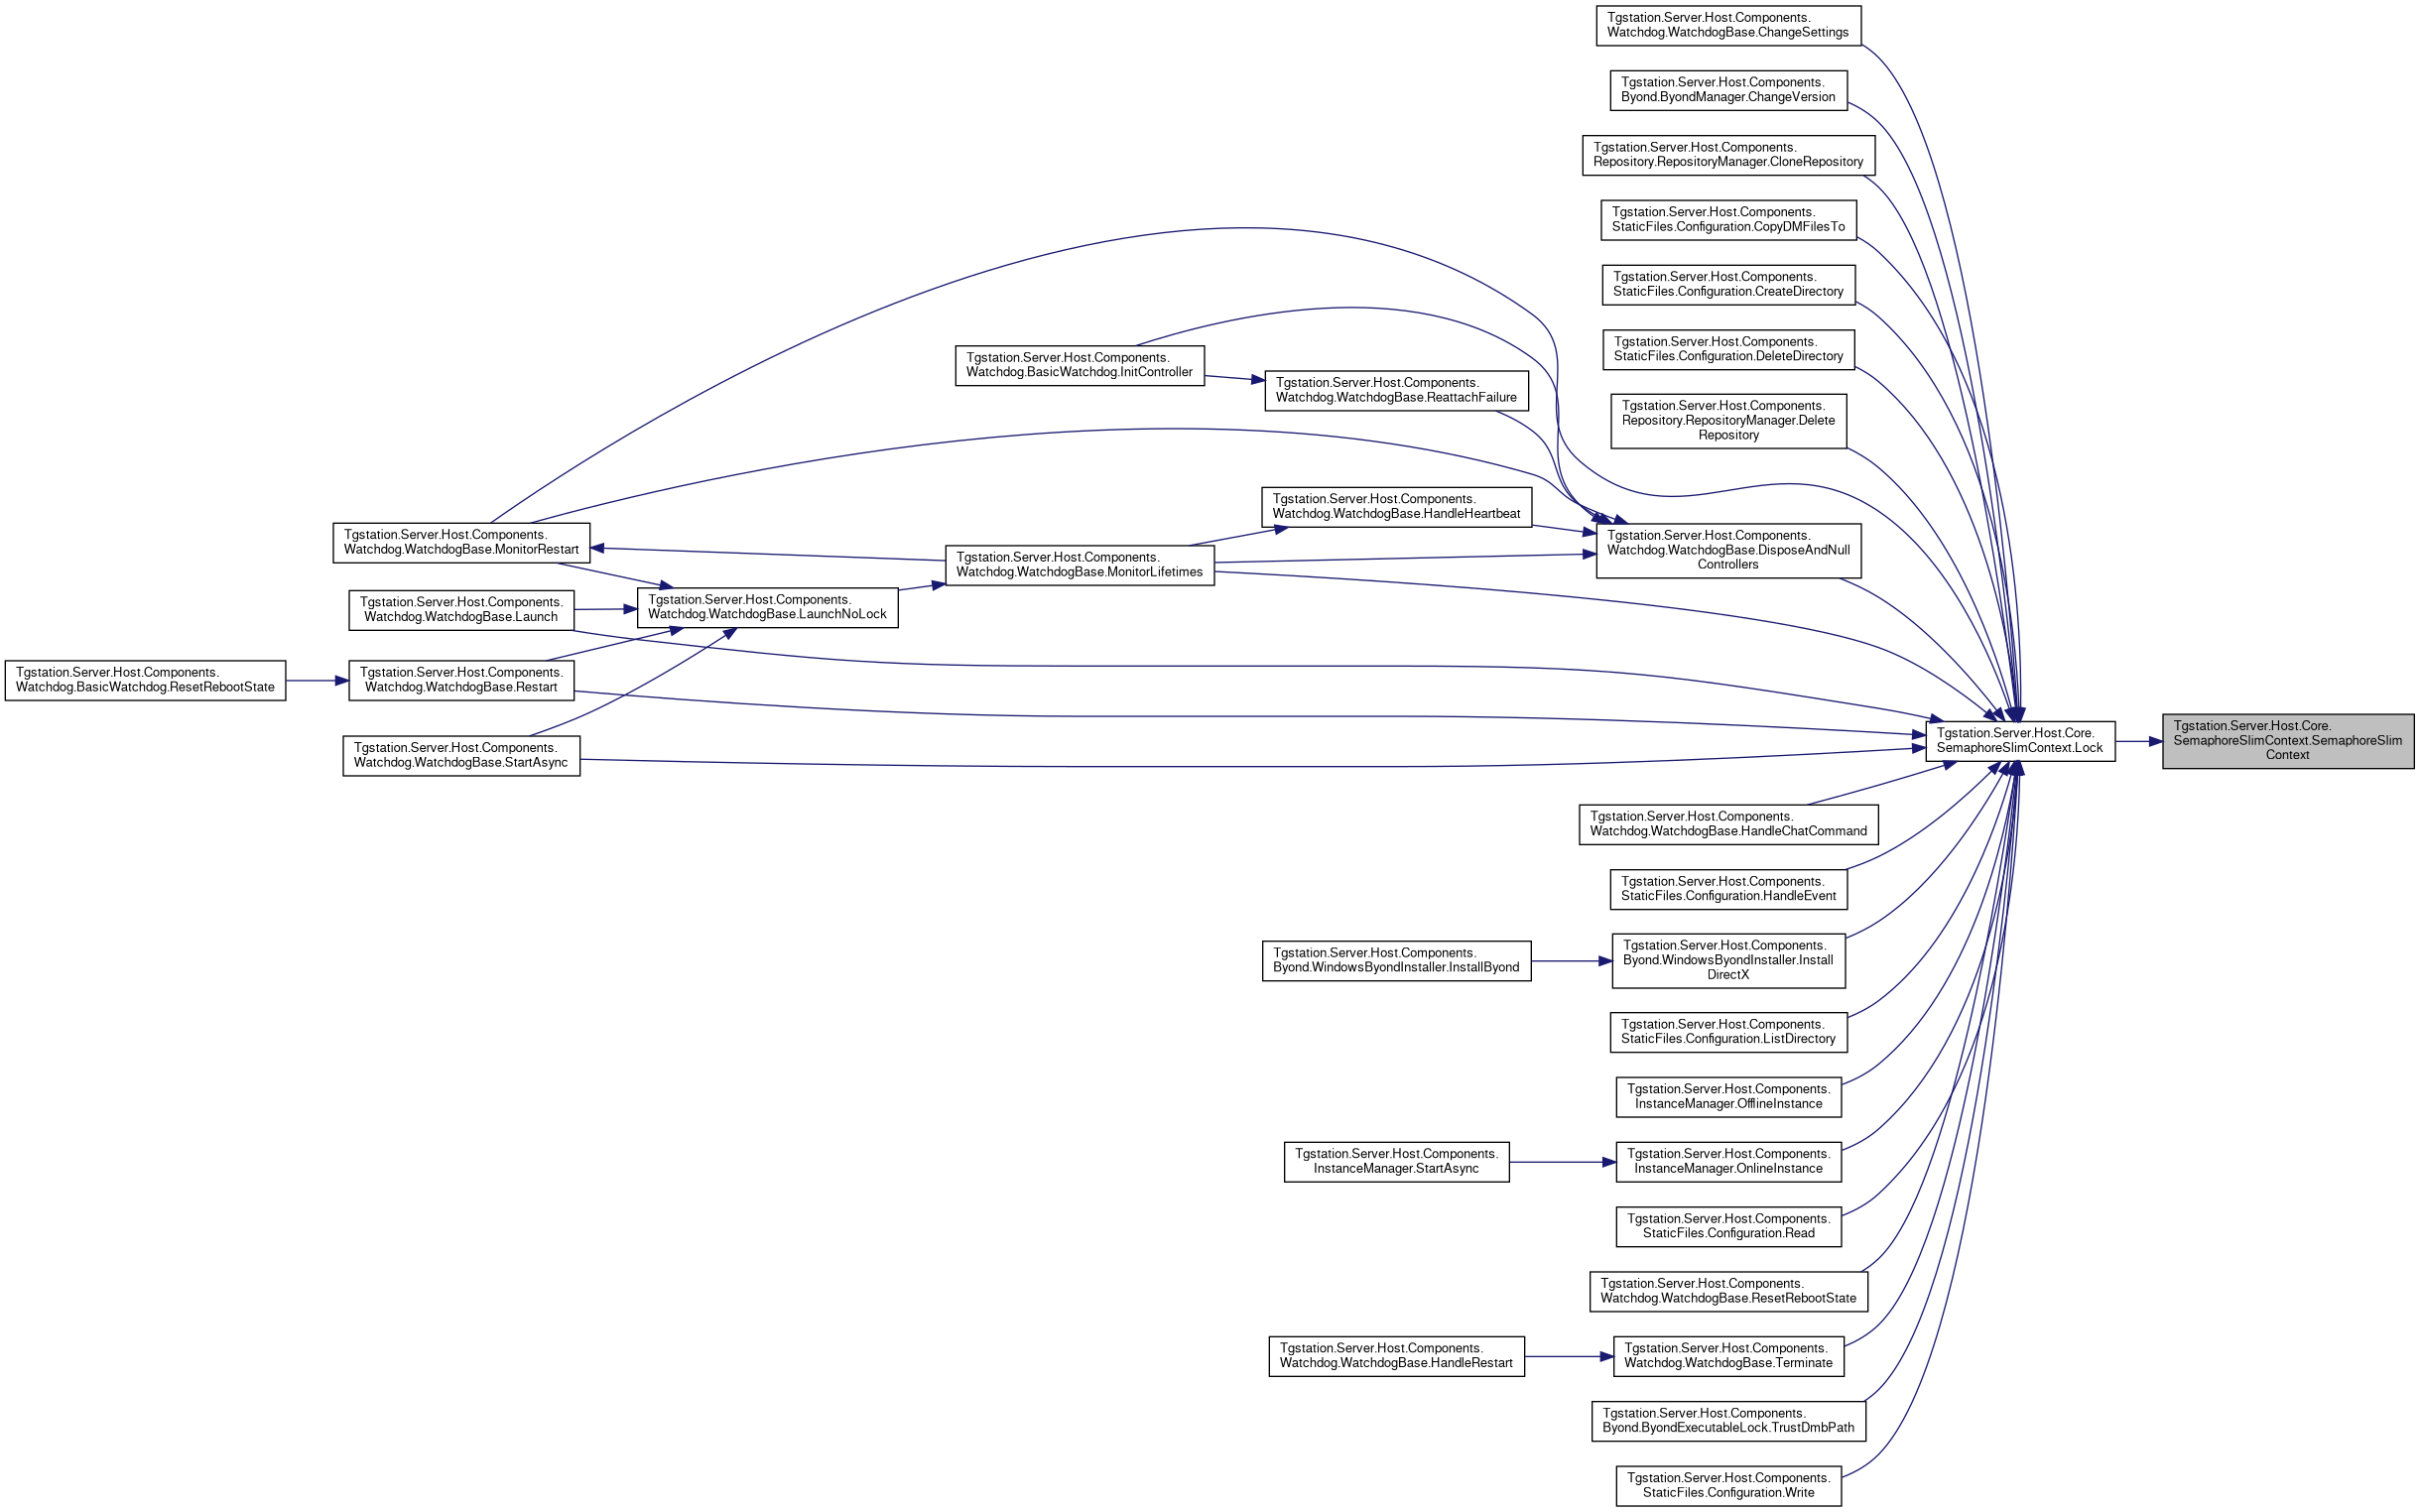 Tgstation.Server.Host.Components.
Watchdog.WatchdogBase.ChangeSettings
Tgstation.Server.Host.Components.
Byond.ByondManager.ChangeVersion
Tgstation.Server.Host.Components.
Repository.RepositoryManager.CloneRepository
Tgstation.Server.Host.Components.
StaticFiles.Configuration.CopyDMFilesTo
Tgstation.Server.Host.Components.
StaticFiles.Configuration.CreateDirectory
Tgstation.Server.Host.Components.
StaticFiles.Configuration.DeleteDirectory
Tgstation.Server.Host.Components.
Watchdog.BasicWatchdog.InitController
Tgstation.Server.Host.Components.
Watchdog.WatchdogBase.ReattachFailure
Tgstation.Server.Host.Components.
Repository.RepositoryManager.Delete
Repository
Tgstation.Server.Host.Components.
Watchdog.WatchdogBase.HandleHeartbeat
Tgstation.Server.Host.Components.
Watchdog.WatchdogBase.MonitorRestart
Tgstation.Server.Host.Components.
Watchdog.WatchdogBase.DisposeAndNull
Controllers
Tgstation.Server.Host.Components.
Watchdog.WatchdogBase.MonitorLifetimes
Tgstation.Server.Host.Components.
Watchdog.WatchdogBase.Launch
Tgstation.Server.Host.Components.
Watchdog.WatchdogBase.LaunchNoLock
Tgstation.Server.Host.Components.
Watchdog.BasicWatchdog.ResetRebootState
Tgstation.Server.Host.Components.
Watchdog.WatchdogBase.Restart
Tgstation.Server.Host.Components.
Watchdog.WatchdogBase.StartAsync
Tgstation.Server.Host.Core.
SemaphoreSlimContext.Lock
Tgstation.Server.Host.Core.
SemaphoreSlimContext.SemaphoreSlim
Context
Tgstation.Server.Host.Components.
Watchdog.WatchdogBase.HandleChatCommand
Tgstation.Server.Host.Components.
StaticFiles.Configuration.HandleEvent
Tgstation.Server.Host.Components.
Byond.WindowsByondInstaller.InstallByond
Tgstation.Server.Host.Components.
Byond.WindowsByondInstaller.Install
DirectX
Tgstation.Server.Host.Components.
StaticFiles.Configuration.ListDirectory
Tgstation.Server.Host.Components.
InstanceManager.OfflineInstance
Tgstation.Server.Host.Components.
InstanceManager.StartAsync
Tgstation.Server.Host.Components.
InstanceManager.OnlineInstance
Tgstation.Server.Host.Components.
StaticFiles.Configuration.Read
Tgstation.Server.Host.Components.
Watchdog.WatchdogBase.ResetRebootState
Tgstation.Server.Host.Components.
Watchdog.WatchdogBase.HandleRestart
Tgstation.Server.Host.Components.
Watchdog.WatchdogBase.Terminate
Tgstation.Server.Host.Components.
Byond.ByondExecutableLock.TrustDmbPath
Tgstation.Server.Host.Components.
StaticFiles.Configuration.Write